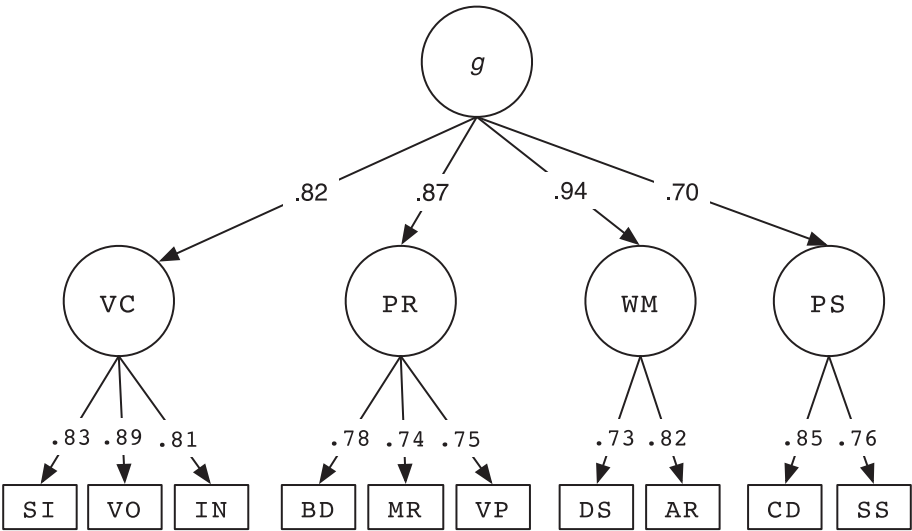 g
.82 .87 .94 .70
VC PR WM PS
.83 .89 .81 .78 .74 .75 .73 .82 .85 .76
SI VO IN BD MR VP DS AR CD SS